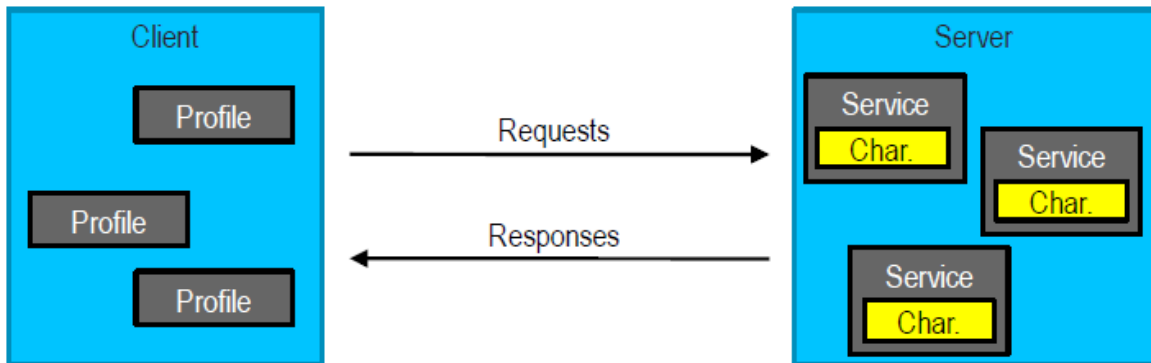 Client
Profile
Profile
Profile
Requests
Responses
Server
Service
Char.
Service
Char.
Service
Char.